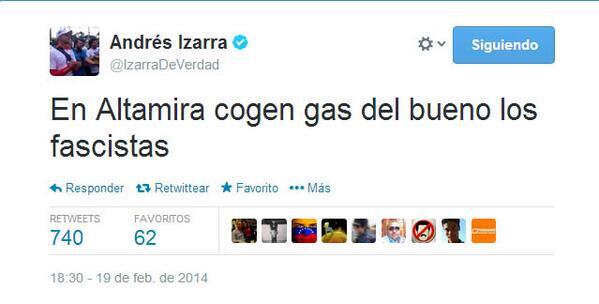 Andrés Izarra
@IzarraDeVerdad
Siguiendo
En Altamira cogen gas del bueno los
fascistas
Responder Retwittear Favorito Más
RETWEETS FAVORITOS
740 62
18:30 - 19 de feb. de 2014